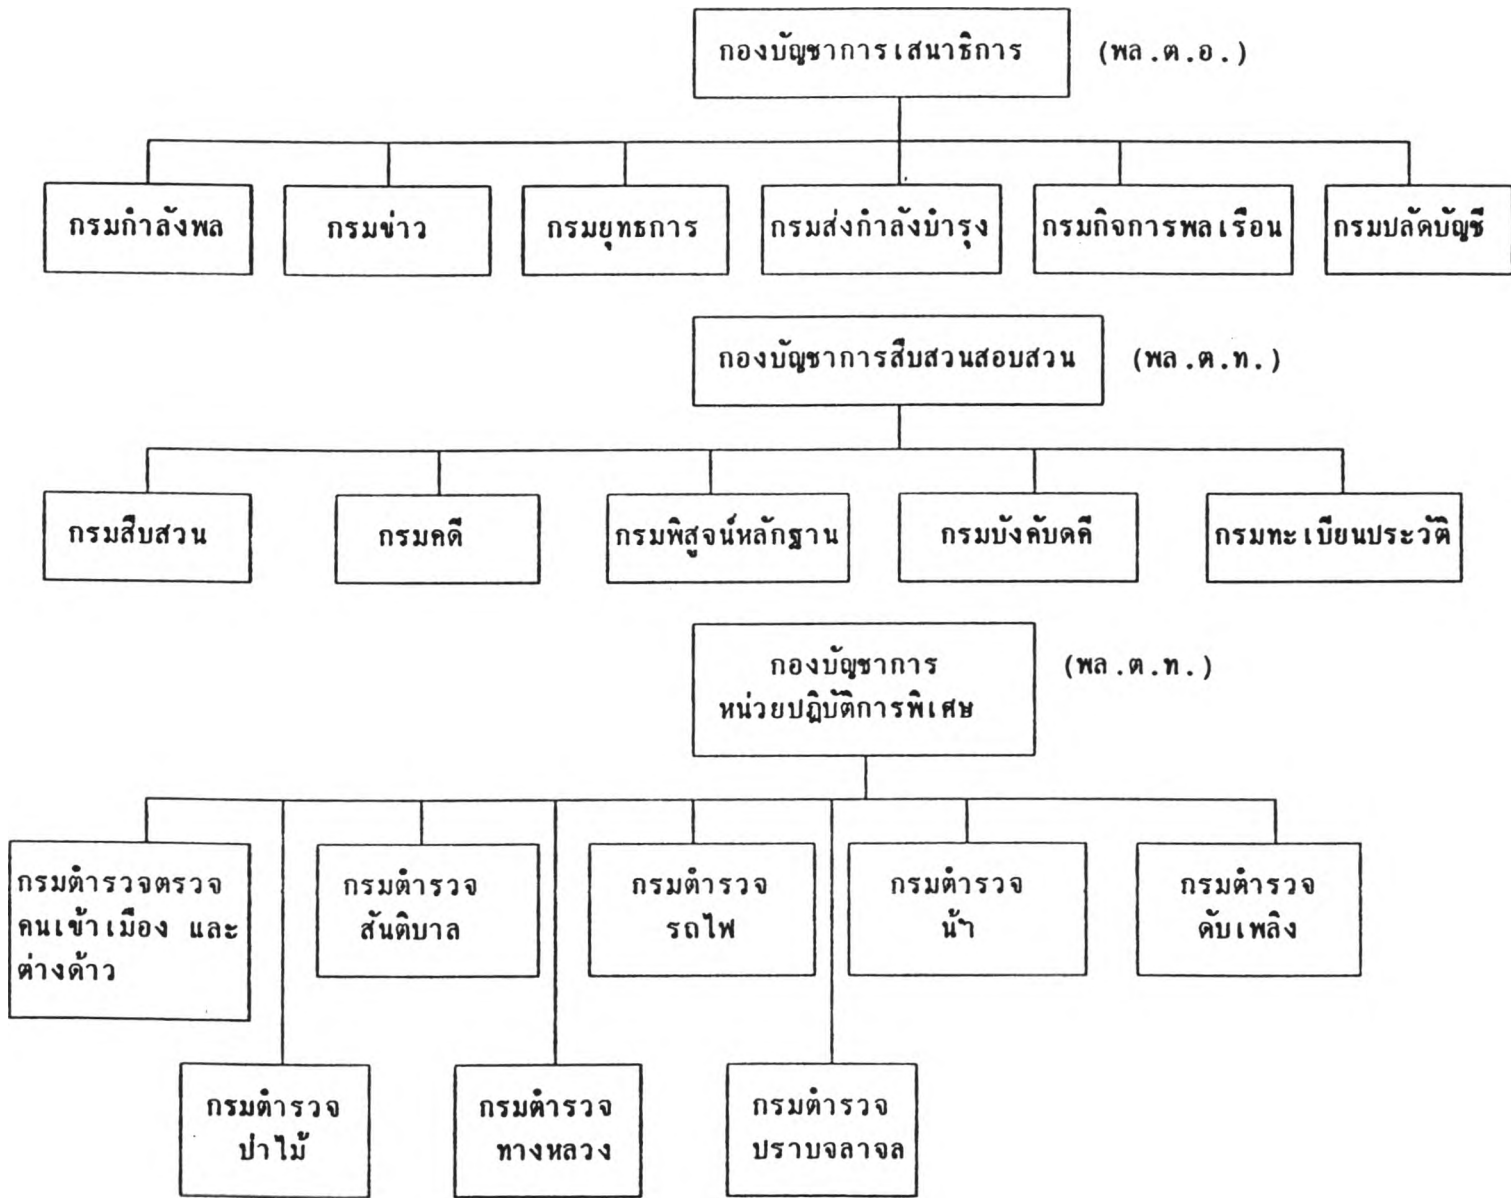 กองบัญชาการเสนาธิการ (พล.ต.อ.)
กรมกำลังพล กรมข่าว กรมยุทธการ กรมส่งกำลังบำรุง กรมกิจการพลเรือน กรมปลัดบัญชี
กองบัญชาการสืบสวนสอบสวน (พล.ต.ท.)
กรมสืบสวน กรมคดี กรมพิสูจน์หลักฐาน กรมบังคับดคี กรมทะเบียนประวัติ
กองบัญชาการ (พล.ต.ท.)
หน่วยปฏิบัติการพิเศษ
กรมตำรวจตรวจ
คนเข้าเมือง และ
ต่างด้าว
กรมตำรวจ
สันติบาล
กรมตำรวจ
รถไฟ
กรมตำรวจ
น้ำ
กรมตำรวจ
ดับเพลิง
กรมตำรวจ
ป่าไม้
กรมตำรวจ
ทางหลวง
กรมตำรวจ
ปราบจลาจล